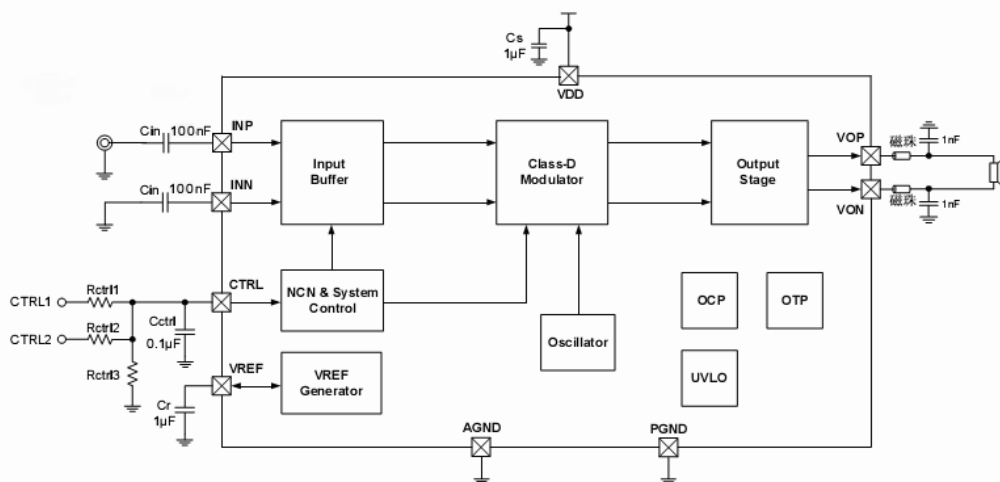 Cs
1µF
VDD
Cin 100nF
INP
Input
Buffer
Class-D
Modulator
Output
Stage
VOP
磁珠
1nF
Cin 100nF
INN
VON
磁珠
1nF
CTRL1
Rctrl1
CTRL
NCN & System
Control
CTRL2
Rctrl2
Cctrl
0.1µF
Rctrl3
Oscillator
OCP
OTP
UVLO
VREF
VREF
Generator
Cr
1µF
AGND
PGND